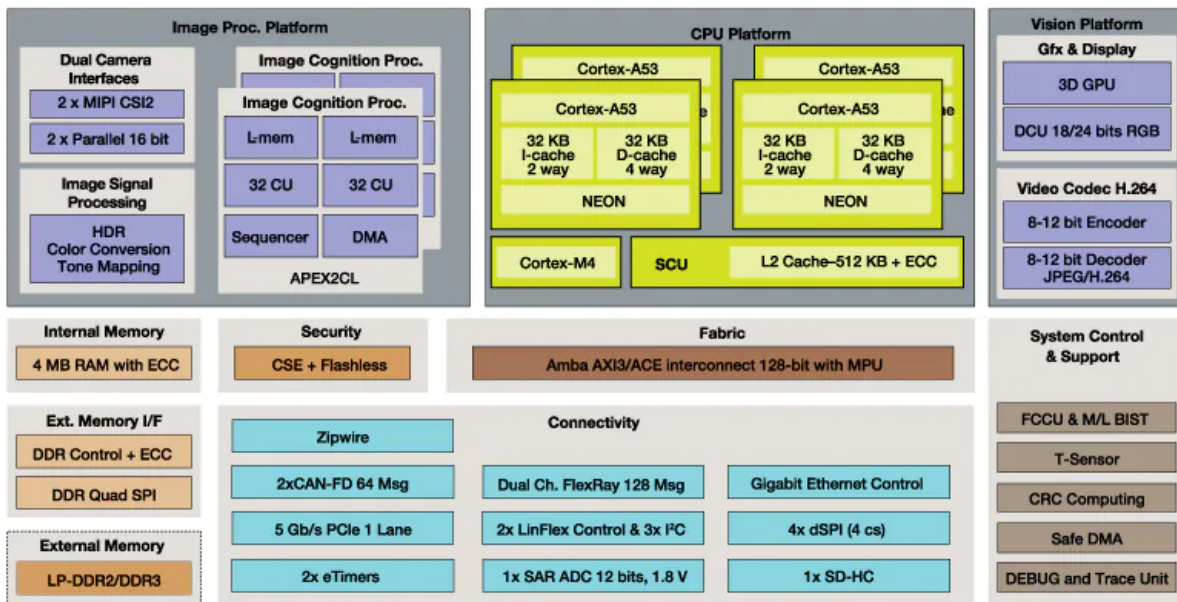 Image Proc. Platform
Dual Camera
Interfaces
2 x MIPI CSI2
2 x Parallel 16 bit
Image Signal
Processing
HDR
Color Conversion
Tone Mapping
Image Cognition Proc.
Image Cognition Proc.
L-mem
L-mem
32 CU
32 CU
Sequencer
DMA
APEX2CL
CPU Platform
Cortex-A53
Cortex-A53
32 KB
I-cache
2 way
32 KB
D-cache
4 way
NEON
Cortex-A53
Cortex-A53
32 KB
I-cache
2 way
32 KB
D-cache
4 way
NEON
Cortex-M4
SCU
L2 Cache–512 KB + ECC
Vision Platform
Gfx & Display
3D GPU
DCU 18/24 bits RGB
Video Codec H.264
8-12 bit Encoder
8-12 bit Decoder
JPEG/H.264
Internal Memory
4 MB RAM with ECC
Security
CSE + Flashless
Fabric
Amba AXI3/ACE interconnect 128-bit with MPU
System Control
& Support
FCCU & M/L BIST
T-Sensor
CRC Computing
Safe DMA
DEBUG and Trace Unit
Ext. Memory I/F
DDR Control + ECC
DDR Quad SPI
External Memory
LP-DDR2/DDR3
Connectivity
Zipwire
2xCAN-FD 64 Msg
Dual Ch. FlexRay 128 Msg
Gigabit Ethernet Control
5 Gb/s PCIe 1 Lane
2x LinFlex Control & 3x I²C
4x dSPI (4 cs)
2x eTimers
1x SAR ADC 12 bits, 1.8 V
1x SD-HC